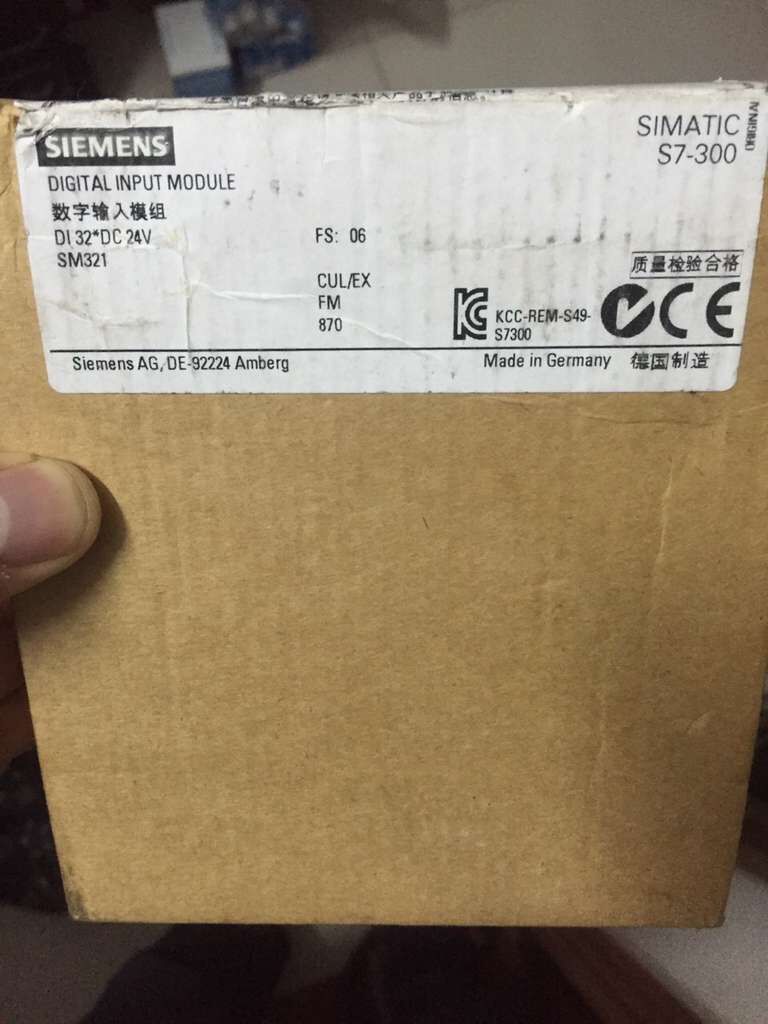 SIEMENS
SIMATIC
S7-300
ORIGINAL
DIGITAL INPUT MODULE
数字输入模组
DI 32*DC 24V
FS: 06
SM321
CUL/EX
FM
870
质量检验合格
KCC-REM-S49-
S7300
CE
Siemens AG, DE-92224 Amberg
Made in Germany 德国制造